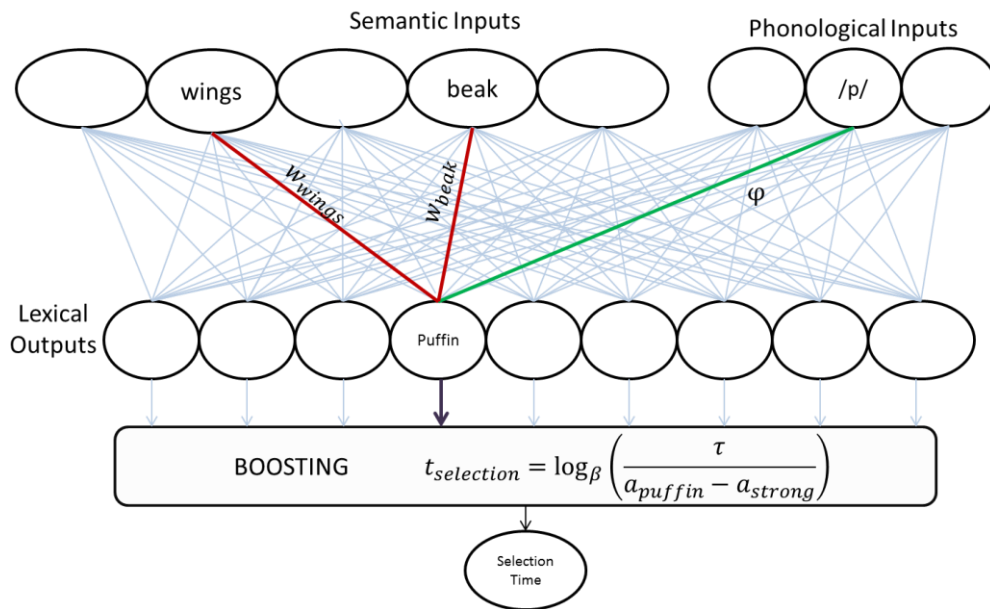 Semantic Inputs
Phonological Inputs
wings
beak
/p/
w_wings
w_beak
φ
Lexical
Outputs
Puffin
BOOSTING t_selection = log_β ( τ / (a_puffin − a_strong) )
Selection
Time